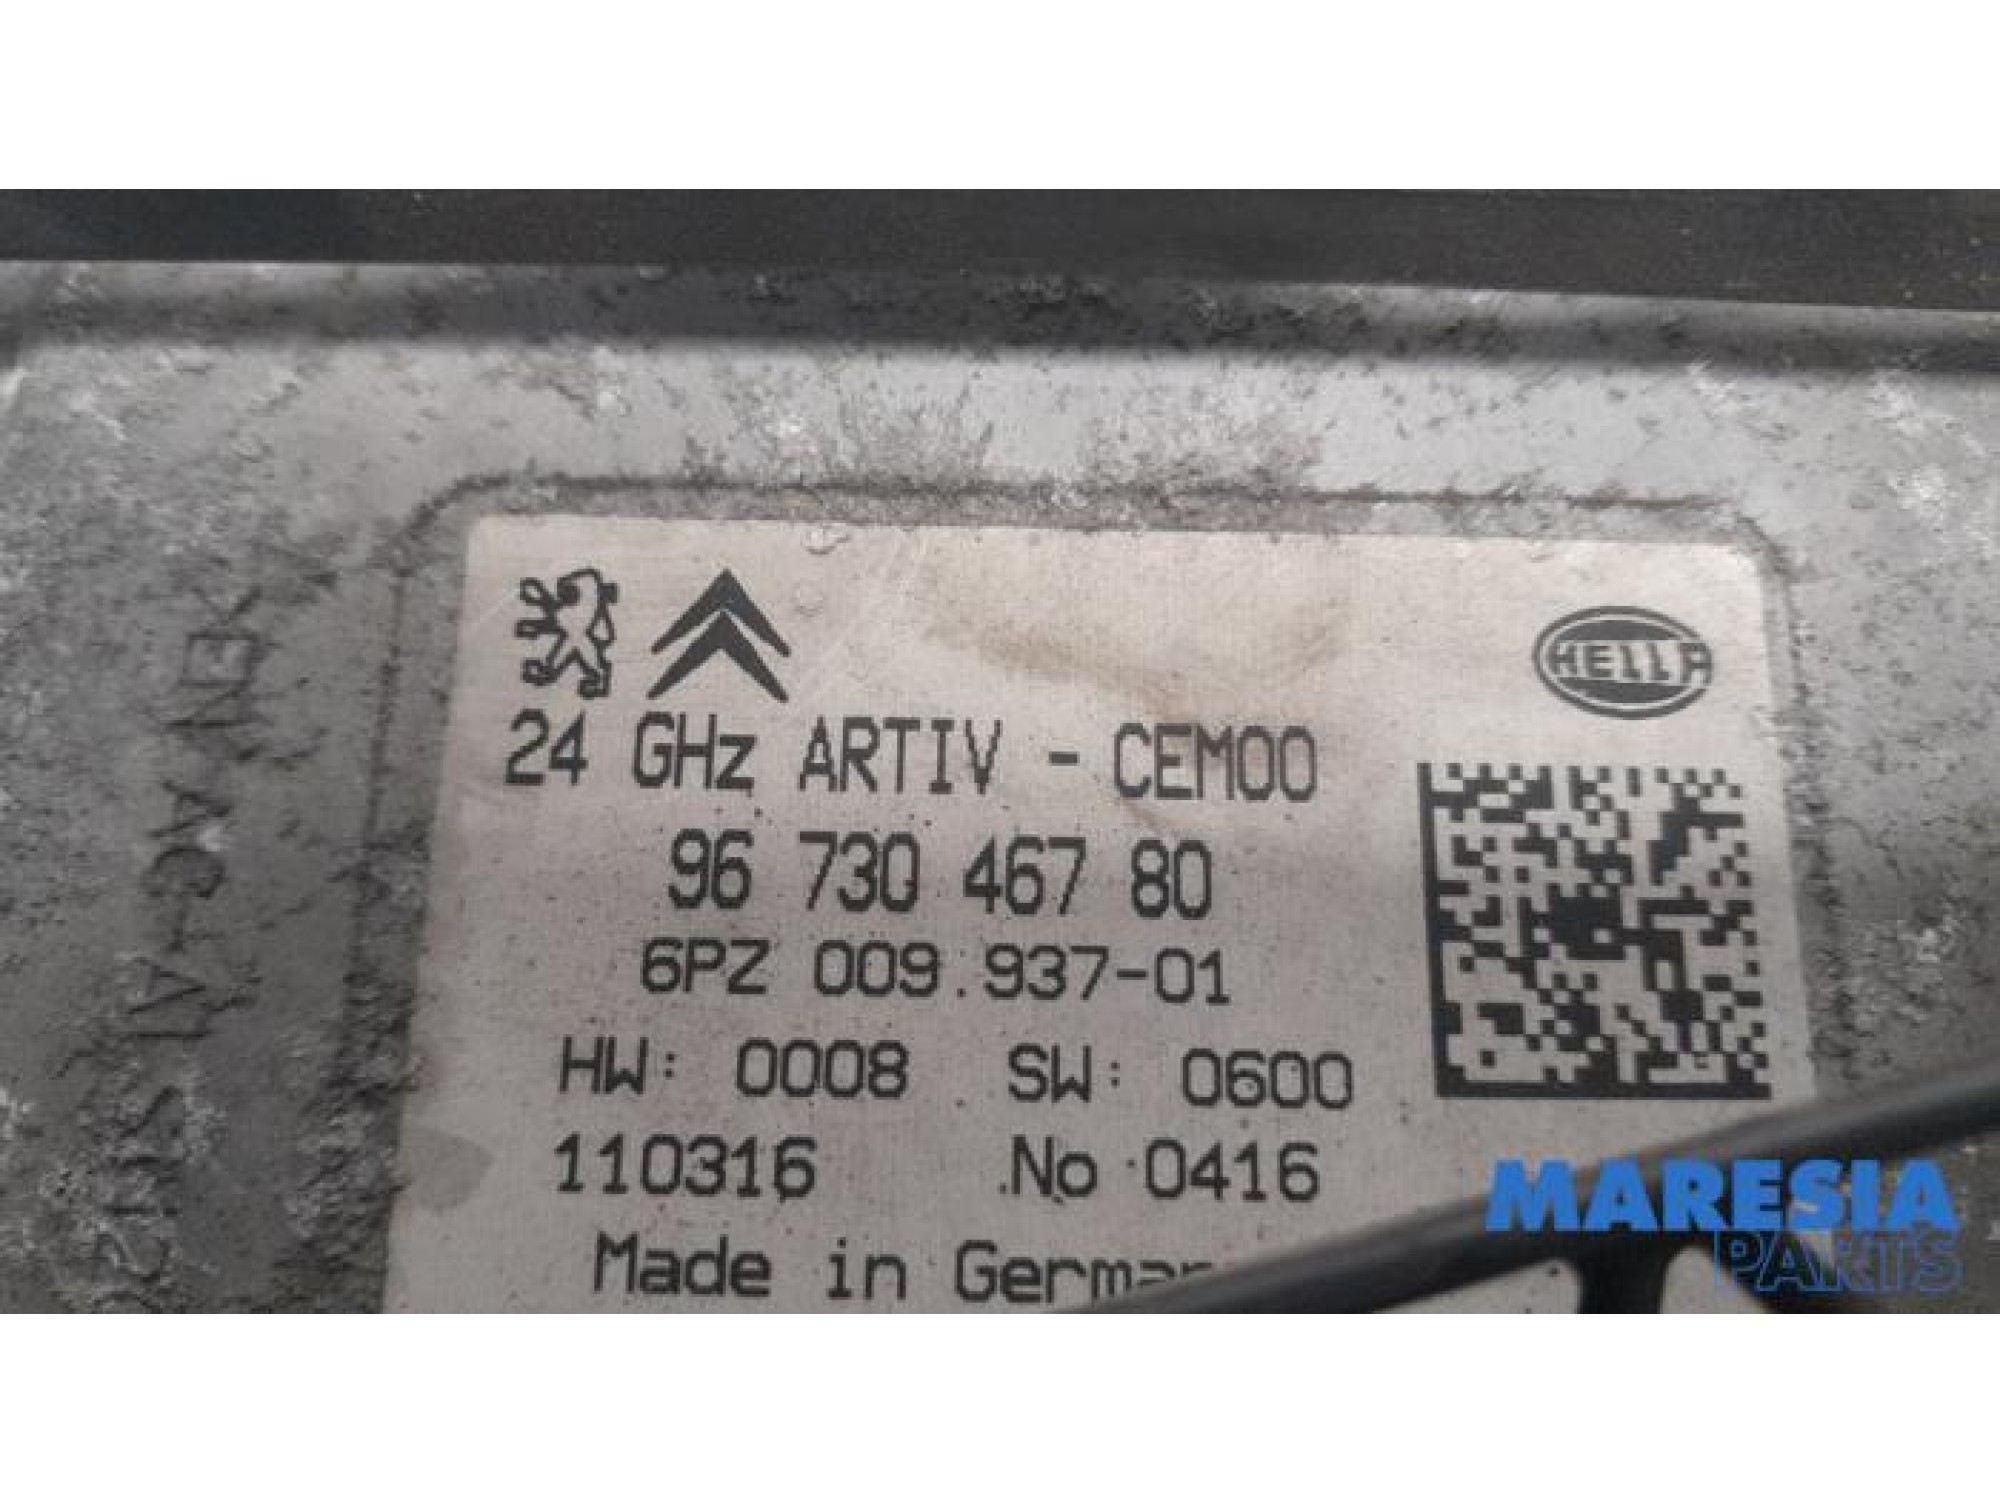 HELLA
24 GHz ARTIV - CEM00
96 730 467 80
6PZ 009.937-01
HW: 0008 SW: 0600
110316 No 0416
Made in
MARESIA
PARTS